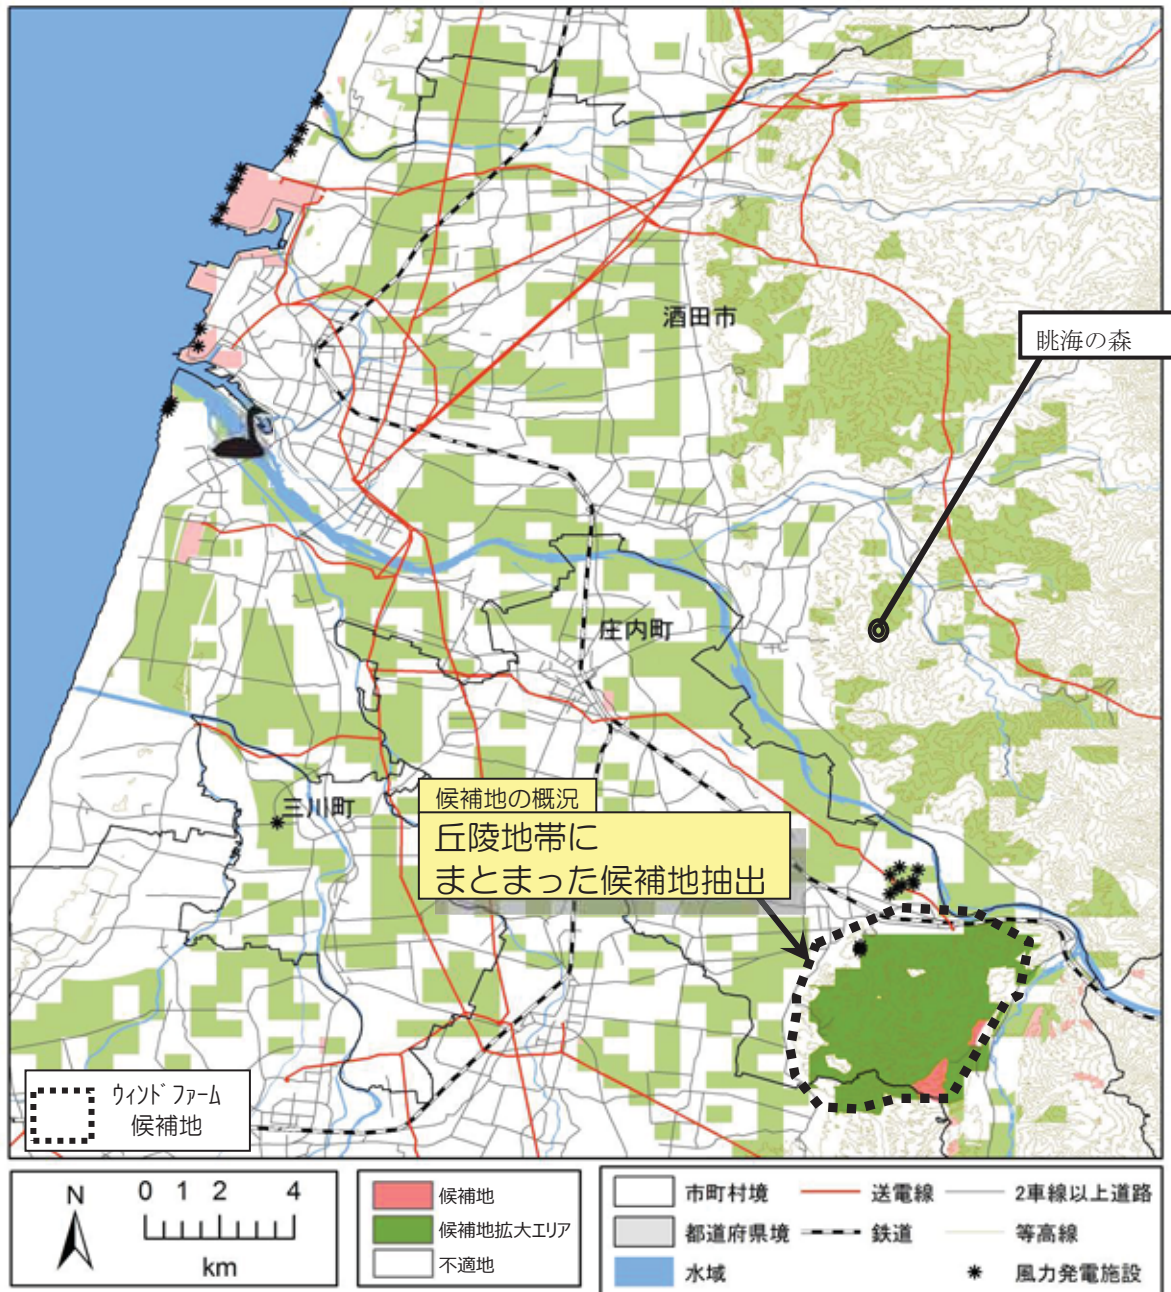 酒田市
眺海の森
庄内町
三川町
候補地の概況
丘陵地帯に
まとまった候補地抽出
ウィンドファーム
候補地
N
0 1 2 4
km
候補地
候補地拡大エリア
不適地
市町村境
送電線
2車線以上道路
都道府県境
鉄道
等高線
水域
風力発電施設